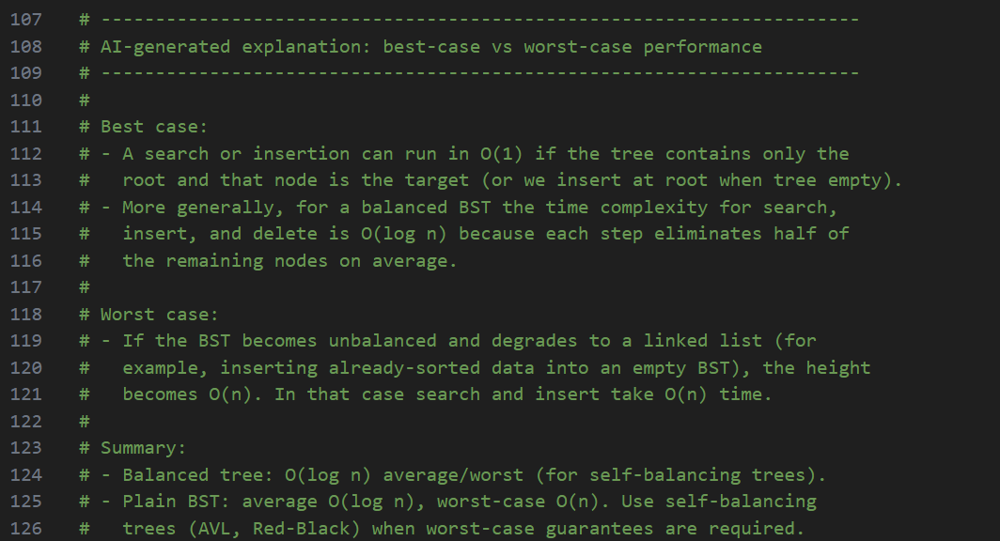 107 # ----------------------------------------------------------------------
108 # AI-generated explanation: best-case vs worst-case performance
109 # ----------------------------------------------------------------------
110 #
111 # Best case:
112 # - A search or insertion can run in O(1) if the tree contains only the
113 #   root and that node is the target (or we insert at root when tree empty).
114 # - More generally, for a balanced BST the time complexity for search,
115 #   insert, and delete is O(log n) because each step eliminates half of
116 #   the remaining nodes on average.
117 #
118 # Worst case:
119 # - If the BST becomes unbalanced and degrades to a linked list (for
120 #   example, inserting already-sorted data into an empty BST), the height
121 #   becomes O(n). In that case search and insert take O(n) time.
122 #
123 # Summary:
124 # - Balanced tree: O(log n) average/worst (for self-balancing trees).
125 # - Plain BST: average O(log n), worst-case O(n). Use self-balancing
126 #   trees (AVL, Red-Black) when worst-case guarantees are required.